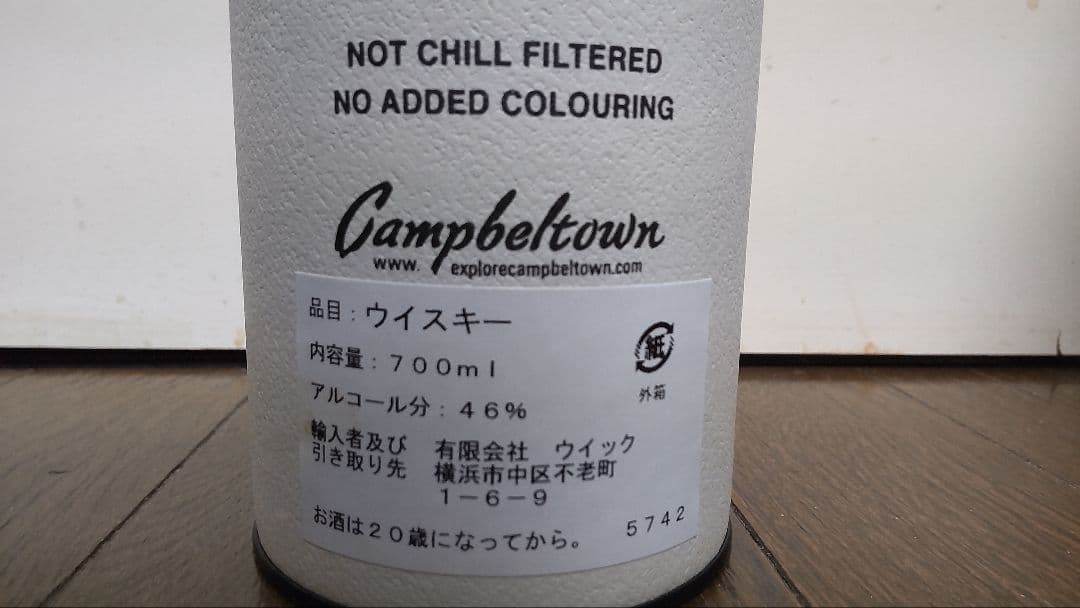 NOT CHILL FILTERED
NO ADDED COLOURING
Campbeltown
www. explorecampbeltown.com
品目：ウイスキー
内容量：７００ｍｌ
紙
外箱
アルコール分：４６％
輸入者及び 有限会社 ウイック
引き取り先 横浜市中区不老町
１－６－９
お酒は２０歳になってから。 ５７４２